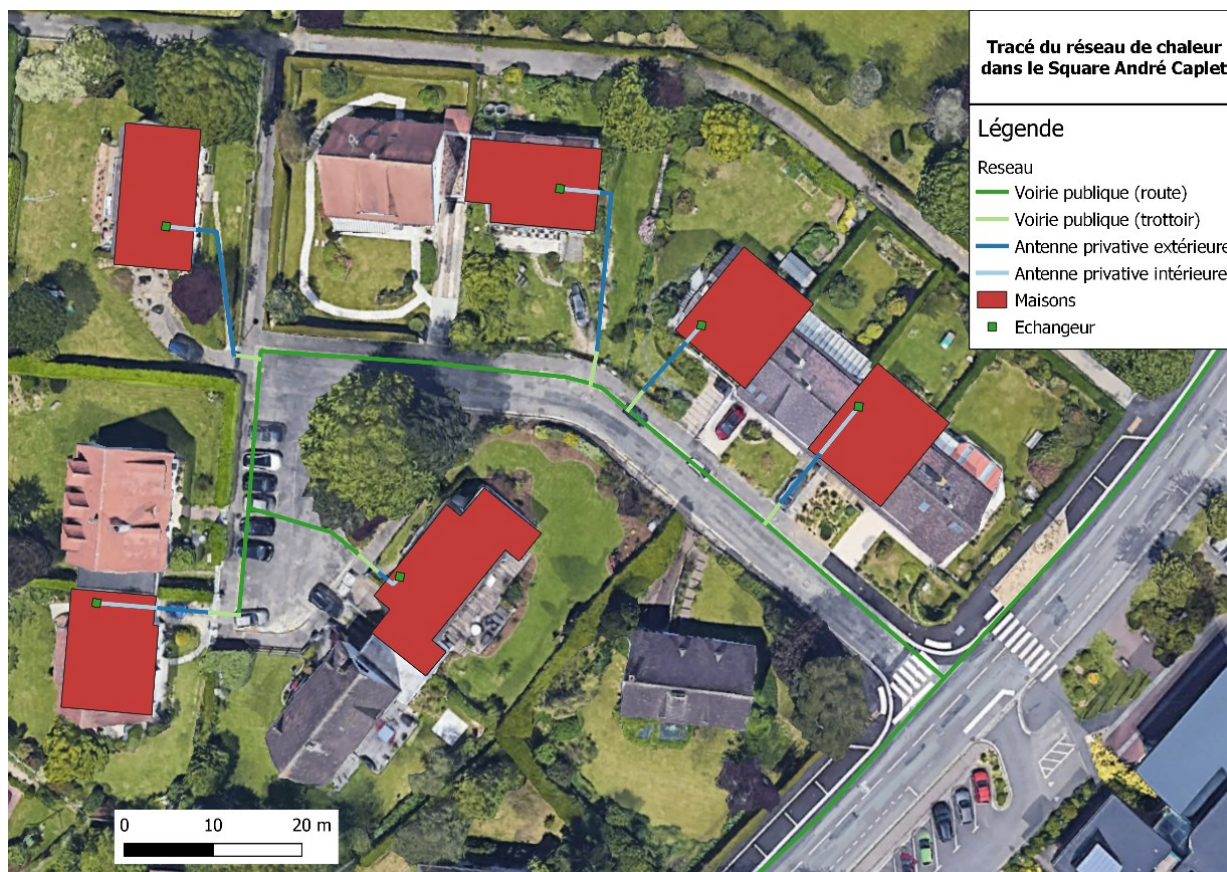 Tracé du réseau de chaleur
dans le Square André Caplet
Légende
Reseau
Voirie publique (route)
Voirie publique (trottoir)
Antenne privative extérieure
Antenne privative intérieure
Maisons
Echangeur
0 10 20 m